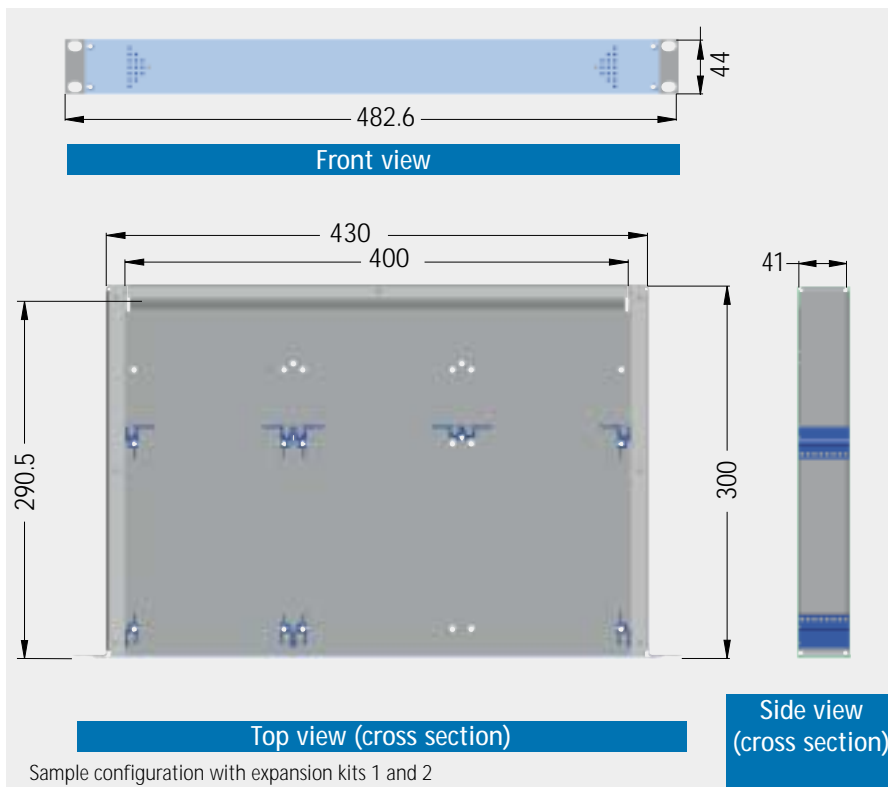 44
482.6
Front view
430
400
41
290.5
300
Top view (cross section)
Side view
(cross section)
Sample configuration with expansion kits 1 and 2